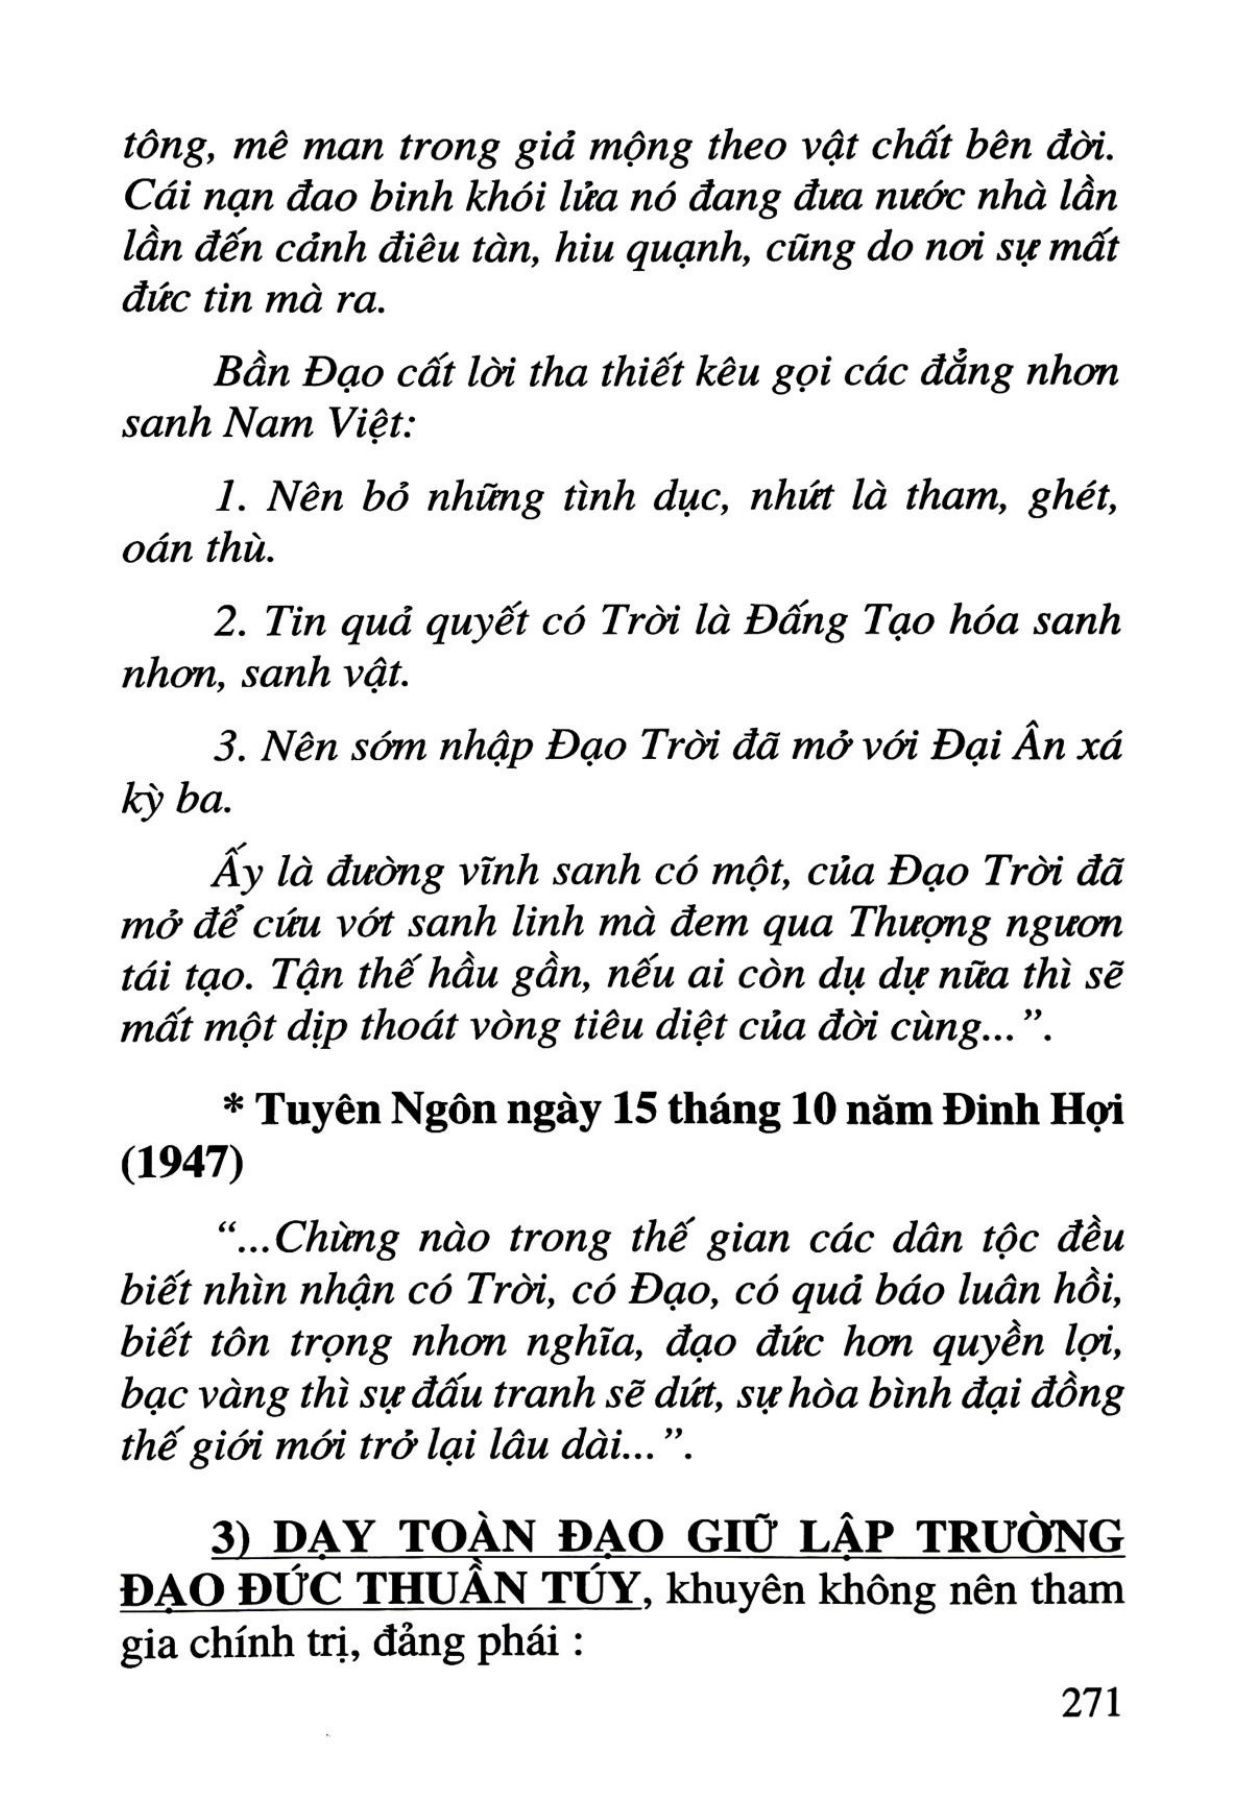 tông, mê man trong giả mộng theo vật chất bên đời.
Cái nạn đao binh khói lửa nó đang đưa nước nhà lần
lần đến cảnh điêu tàn, hiu quạnh, cũng do nơi sự mất
đức tin mà ra.
Bần Đạo cất lời tha thiết kêu gọi các đẳng nhơn
sanh Nam Việt:
1. Nên bỏ những tình dục, nhứt là tham, ghét,
oán thù.
2. Tin quả quyết có Trời là Đấng Tạo hóa sanh
nhơn, sanh vật.
3. Nên sớm nhập Đạo Trời đã mở với Đại Ân xá
kỳ ba.
Ấy là đường vĩnh sanh có một, của Đạo Trời đã
mở để cứu vớt sanh linh mà đem qua Thượng ngươn
tái tạo. Tận thế hầu gần, nếu ai còn dụ dự nữa thì sẽ
mất một dịp thoát vòng tiêu diệt của đời cùng...”.
* Tuyên Ngôn ngày 15 tháng 10 năm Đinh Hợi
(1947)
“...Chừng nào trong thế gian các dân tộc đều
biết nhìn nhận có Trời, có Đạo, có quả báo luân hồi,
biết tôn trọng nhơn nghĩa, đạo đức hơn quyền lợi,
bạc vàng thì sự đấu tranh sẽ dứt, sự hòa bình đại đồng
thế giới mới trở lại lâu dài...”.
3) DẠY TOÀN ĐẠO GIỮ LẬP TRƯỜNG
ĐẠO ĐỨC THUẦN TÚY, khuyên không nên tham
gia chính trị, đảng phái :
271